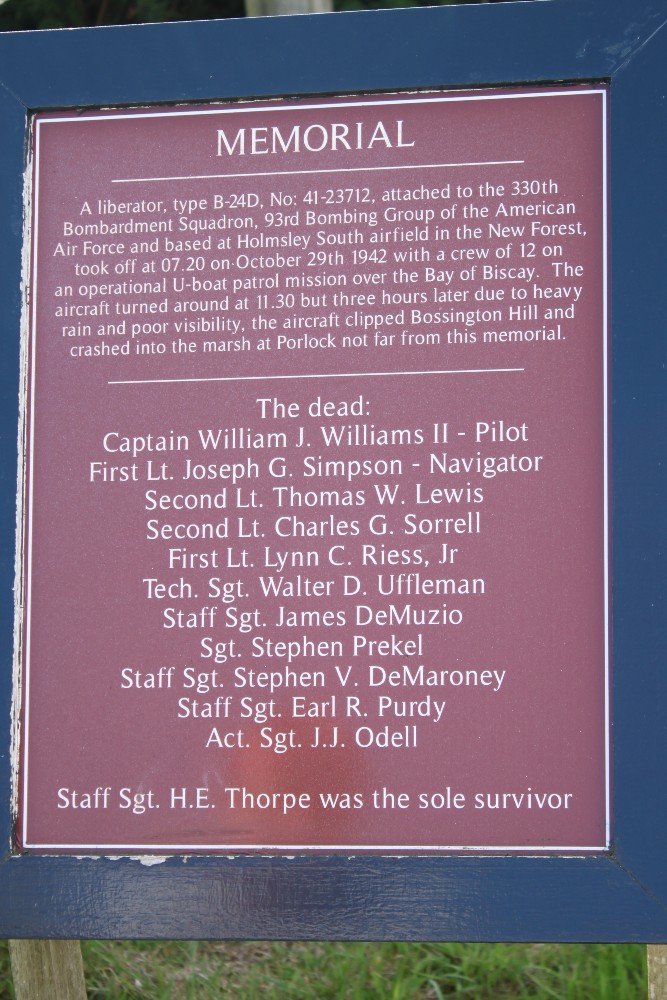 MEMORIAL
A liberator, type B-24D, No: 41-23712, attached to the 330th
Bombardment Squadron, 93rd Bombing Group of the American
Air Force and based at Holmsley South airfield in the New Forest,
took off at 07.20 on October 29th 1942 with a crew of 12 on
an operational U-boat patrol mission over the Bay of Biscay. The
aircraft turned around at 11.30 but three hours later due to heavy
rain and poor visibility, the aircraft clipped Bossington Hill and
crashed into the marsh at Porlock not far from this memorial.
The dead:
Captain William J. Williams II - Pilot
First Lt. Joseph G. Simpson - Navigator
Second Lt. Thomas W. Lewis
Second Lt. Charles G. Sorrell
First Lt. Lynn C. Riess, Jr
Tech. Sgt. Walter D. Uffleman
Staff Sgt. James DeMuzio
Sgt. Stephen Prekel
Staff Sgt. Stephen V. DeMaroney
Staff Sgt. Earl R. Purdy
Act. Sgt. J.J. Odell
Staff Sgt. H.E. Thorpe was the sole survivor